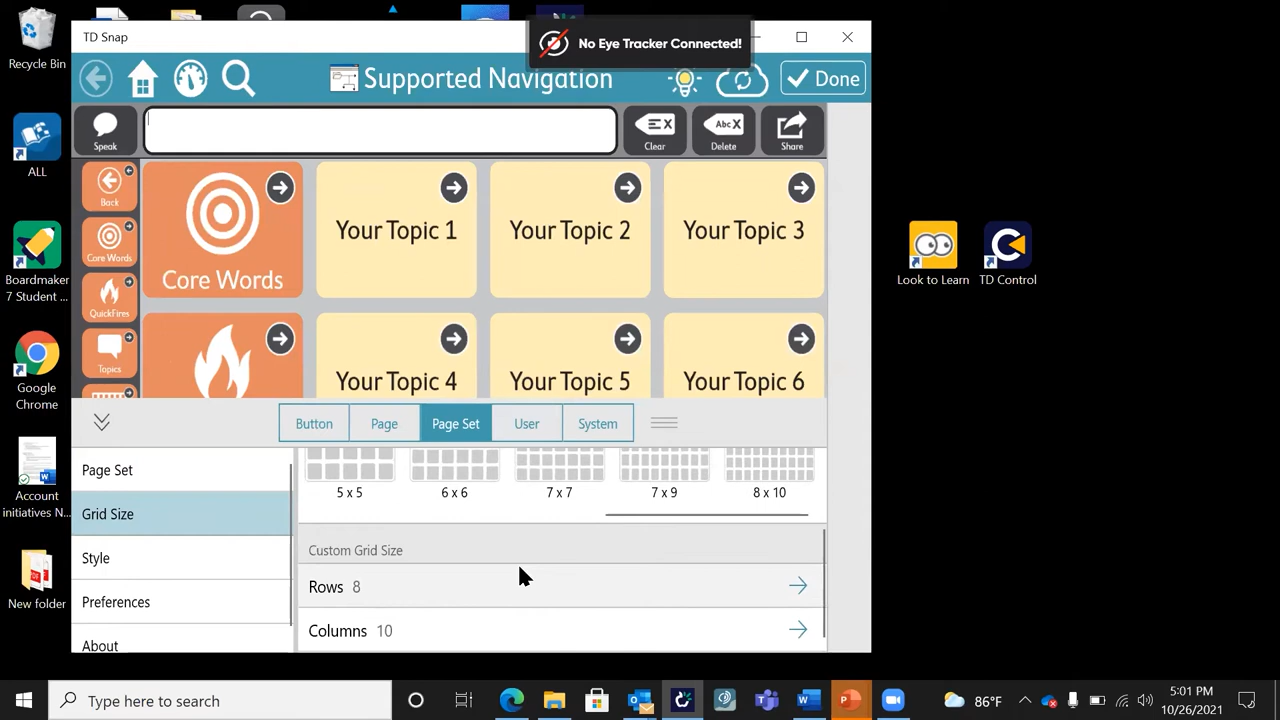 TD Snap
No Eye Tracker Connected!
Recycle Bin
Supported Navigation
Done
Speak
Clear
Abc X
Delete
Share
ALL
Back
Core Words
QuickFires
Topics
Core Words
Your Topic 1
Your Topic 2
Your Topic 3
Your Topic 4
Your Topic 5
Your Topic 6
Boardmaker
7 Student ...
Look to Learn
TD Control
Google
Chrome
Button
Page
Page Set
User
System
Page Set
Grid Size
Style
Preferences
About
5 x 5
6 x 6
7 x 7
7 x 9
8 x 10
Custom Grid Size
Rows 8
Columns 10
Account
initiatives N...
New folder
Type here to search
86°F
5:01 PM
10/26/2021